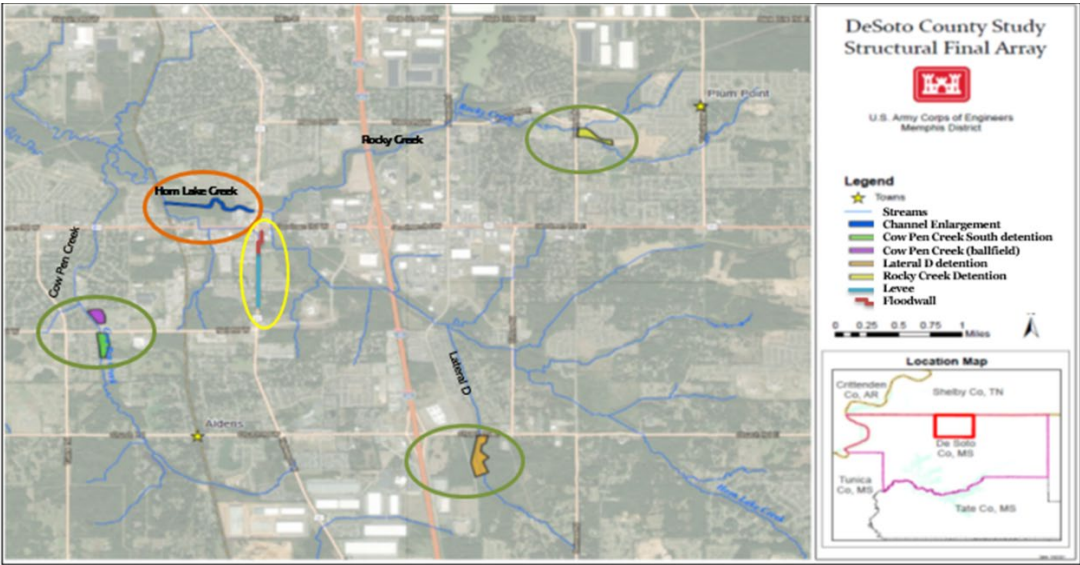 DeSoto County Study
Structural Final Array
U.S. Army Corps of Engineers
Memphis District
Legend
Towns
Streams
Channel Enlargement
Cow Pen Creek South detention
Cow Pen Creek (ballfield)
Lateral D detention
Rocky Creek Detention
Levee
Floodwall
0 0.25 0.5 1
Miles
Location Map
Crittenden
Co, AR
Shelby Co, TN
De Soto
Co, MS
Tunica
Co, MS
Tate Co, MS
Plum Point
Rocky Creek
Rocky Creek
Horn Lake Creek
Cow Pen Creek
Lateral D
Horn Lake Creek